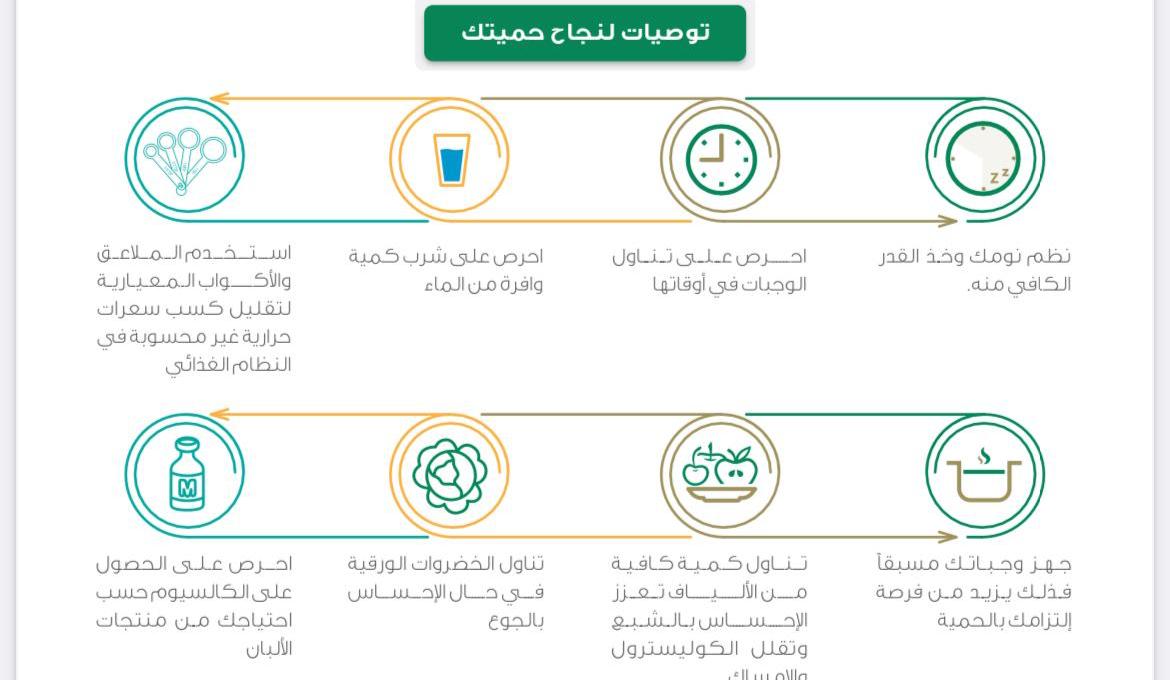 توصيات لنجاح حميتك
نظم نومك وخذ القدر
الكافي منه.
احرص على تناول
الوجبات في أوقاتها
احرص على شرب كمية
وافرة من الماء
استخدم الملاعق
والأكواب المعيارية
لتقليل كسب سعرات
حرارية غير محسوبة في
النظام الغذائي
جهز وجباتك مسبقاً
فذلك يزيد من فرصة
إلتزامك بالحمية
تناول كمية كافية
من الألياف تعزز
الإحساس بالشبع
وتقلل الكوليسترول
تناول الخضروات الورقية
في حال الإحساس
بالجوع
احرص على الحصول
على الكالسيوم حسب
احتياجك من منتجات
الألبان
zz
M